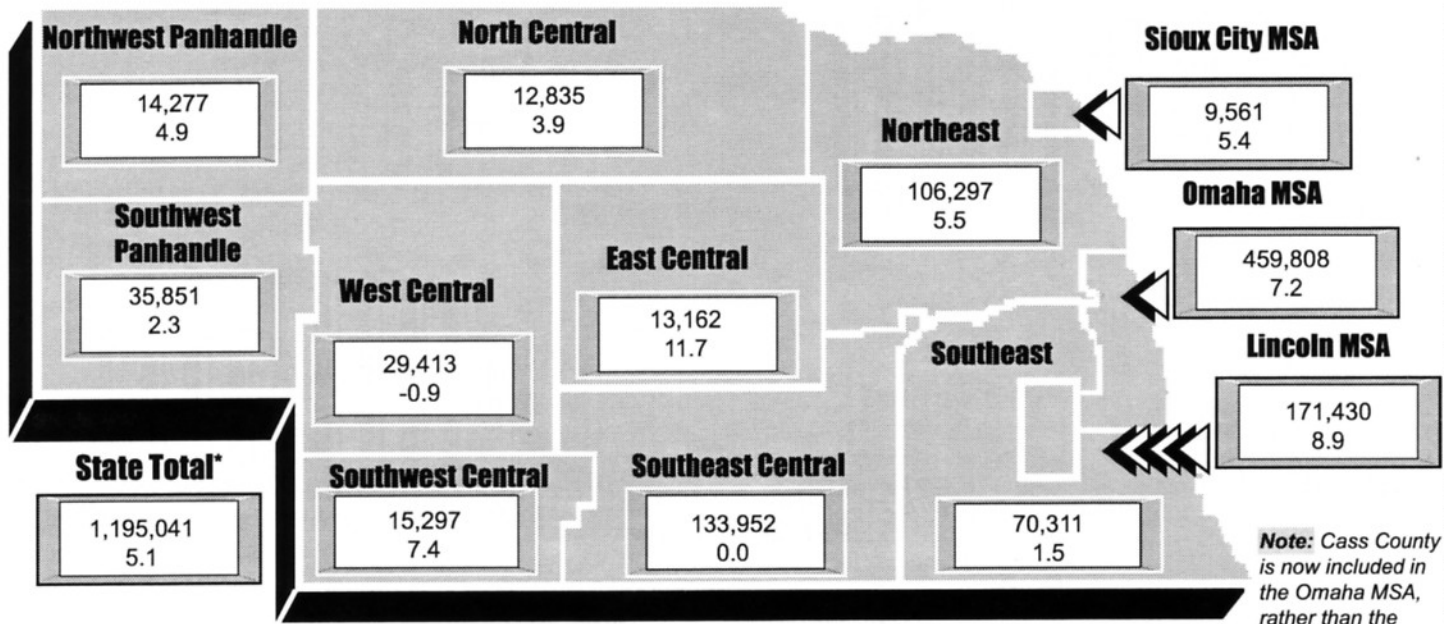 Northwest Panhandle
14,277
4.9
North Central
12,835
3.9
Sioux City MSA
9,561
5.4
Northeast
106,297
5.5
Omaha MSA
459,808
7.2
Southwest
Panhandle
35,851
2.3
West Central
29,413
-0.9
East Central
13,162
11.7
Southeast
70,311
1.5
Lincoln MSA
171,430
8.9
State Total*
1,195,041
5.1
Southwest Central
15,297
7.4
Southeast Central
133,952
0.0
Note: Cass County
is now included in
the Omaha MSA,
rather than the